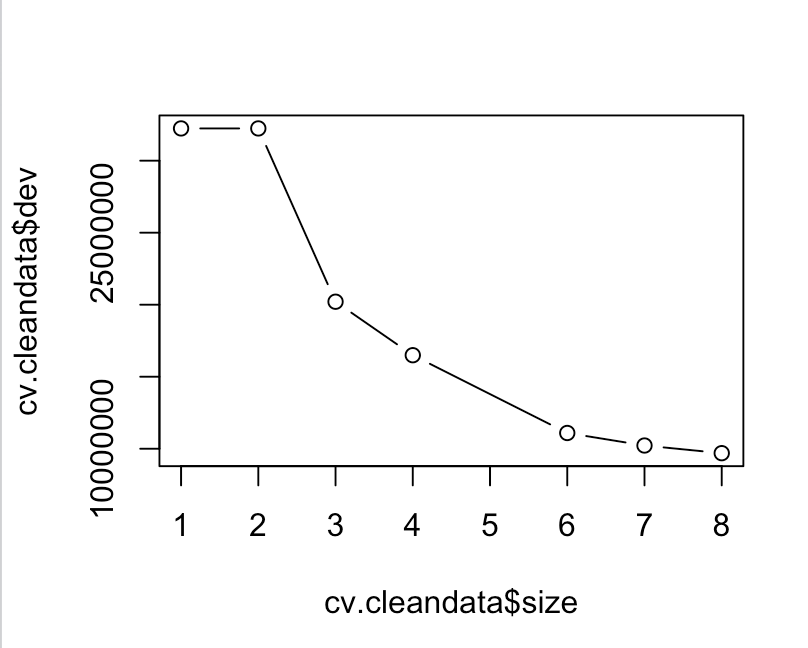 cv.cleandata$dev
25000000
10000000
1 2 3 4 5 6 7 8
cv.cleandata$size